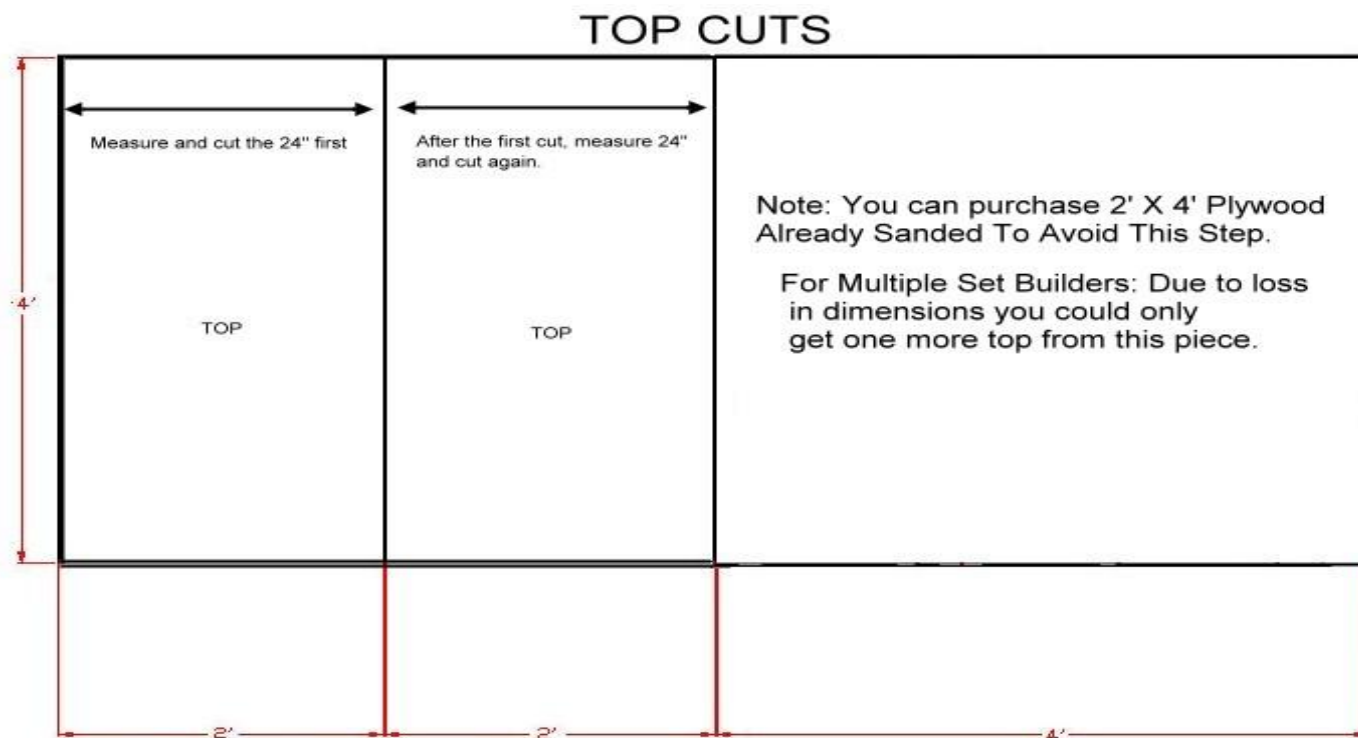 TOP CUTS
Measure and cut the 24" first
After the first cut, measure 24"
and cut again.
Note: You can purchase 2' X 4' Plywood
Already Sanded To Avoid This Step.
For Multiple Set Builders: Due to loss
in dimensions you could only
get one more top from this piece.
4'
TOP
TOP
2'
2'
4'